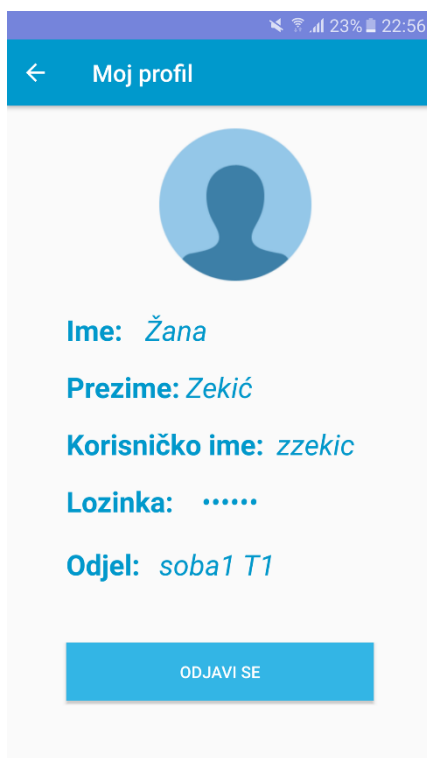 23% 22:56
Moj profil
Ime: Žana
Prezime: Zekić
Korisničko ime: zzekic
Lozinka: ••••••
Odjel: soba1 T1
ODJAVI SE